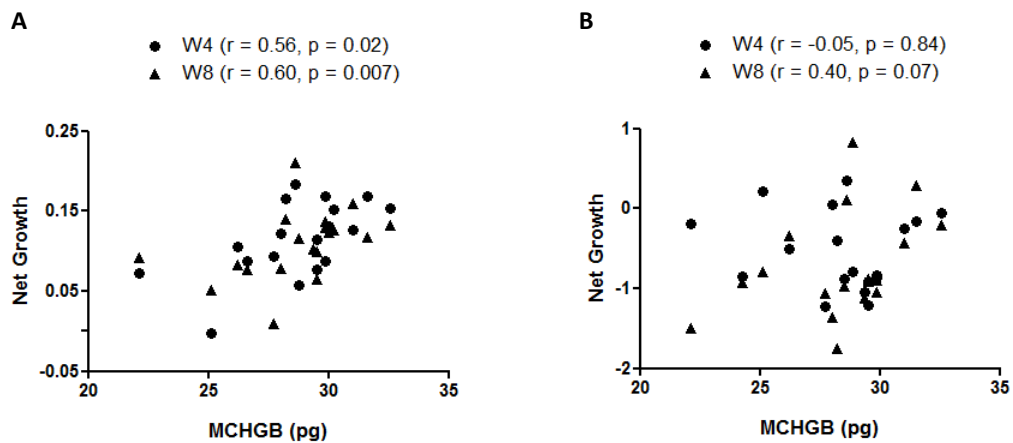 A
W4 (r = 0.56, p = 0.02)
W8 (r = 0.60, p = 0.007)
0.25
0.15
0.05
-0.05
Net Growth
20 25 30 35
MCHGB (pg)
B
W4 (r = -0.05, p = 0.84)
W8 (r = 0.40, p = 0.07)
1
0
-1
-2
Net Growth
20 25 30 35
MCHGB (pg)